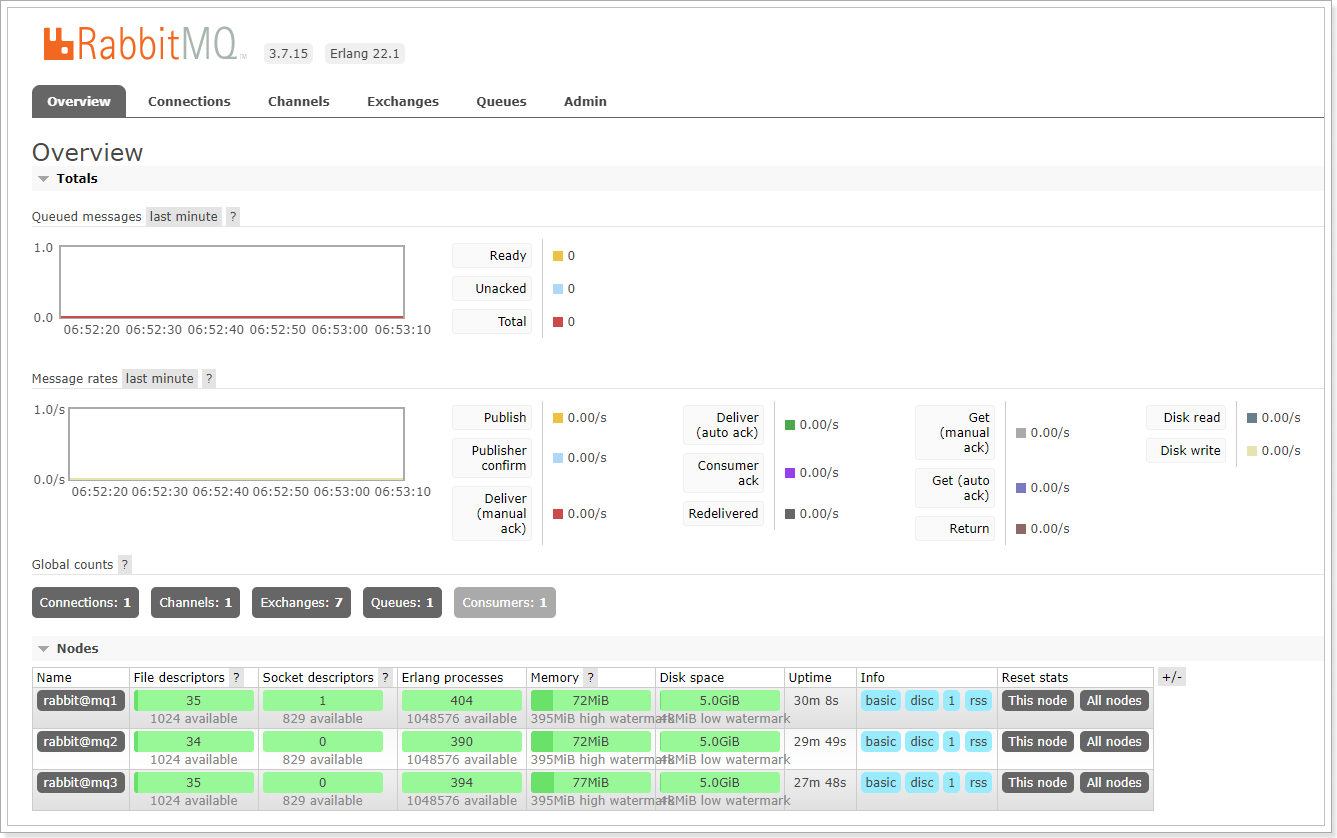 RabbitMQ TM 3.7.15 Erlang 22.1
Overview Connections Channels Exchanges Queues Admin
Overview
Totals
Queued messages last minute ?
1.0
0.0
06:52:20 06:52:30 06:52:40 06:52:50 06:53:00 06:53:10
Ready 0
Unacked 0
Total 0
Message rates last minute ?
1.0/s
0.0/s
06:52:20 06:52:30 06:52:40 06:52:50 06:53:00 06:53:10
Publish 0.00/s
Publisher
confirm 0.00/s
Deliver
(manual
ack) 0.00/s
Deliver
(auto ack) 0.00/s
Consumer
ack 0.00/s
Redelivered 0.00/s
Get
(manual
ack) 0.00/s
Get (auto
ack) 0.00/s
Return 0.00/s
Disk read 0.00/s
Disk write 0.00/s
Global counts ?
Connections: 1 Channels: 1 Exchanges: 7 Queues: 1 Consumers: 1
Nodes
Name File descriptors ? Socket descriptors ? Erlang processes Memory ? Disk space Uptime Info Reset stats +/-
rabbit@mq1 35 1 404 72MiB 5.0GiB 30m 8s basic disc 1 rss This node All nodes
1024 available 829 available 1048576 available 395MiB high watermark 48MiB low watermark
rabbit@mq2 34 0 390 72MiB 5.0GiB 29m 49s basic disc 1 rss This node All nodes
1024 available 829 available 1048576 available 395MiB high watermark 48MiB low watermark
rabbit@mq3 35 0 394 77MiB 5.0GiB 27m 48s basic disc 1 rss This node All nodes
1024 available 829 available 1048576 available 395MiB high watermark 48MiB low watermark